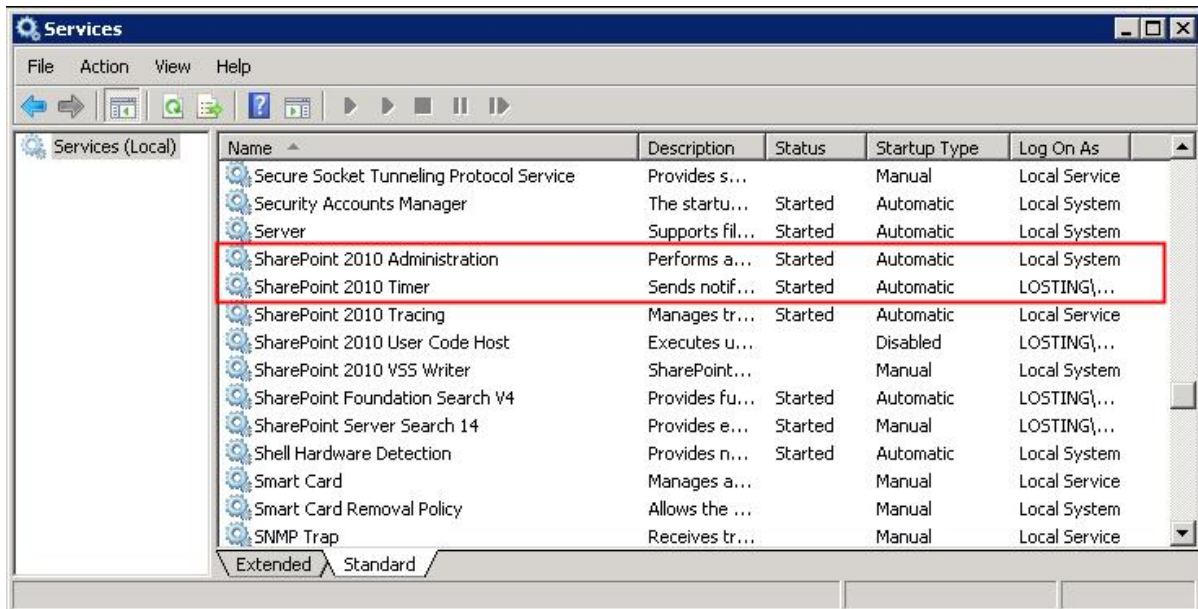 Services
File Action View Help
Services (Local)
Name Description Status Startup Type Log On As
Secure Socket Tunneling Protocol Service Provides s... Manual Local Service
Security Accounts Manager The startu... Started Automatic Local System
Server Supports fil... Started Automatic Local System
SharePoint 2010 Administration Performs a... Started Automatic Local System
SharePoint 2010 Timer Sends notif... Started Automatic LOSTING\...
SharePoint 2010 Tracing Manages tr... Started Automatic Local Service
SharePoint 2010 User Code Host Executes u... Disabled LOSTING\...
SharePoint 2010 VSS Writer SharePoint... Manual Local System
SharePoint Foundation Search V4 Provides fu... Started Automatic LOSTING\...
SharePoint Server Search 14 Provides e... Started Manual LOSTING\...
Shell Hardware Detection Provides n... Started Automatic Local System
Smart Card Manages a... Manual Local Service
Smart Card Removal Policy Allows the ... Manual Local System
SNMP Trap Receives tr... Manual Local Service
Extended Standard